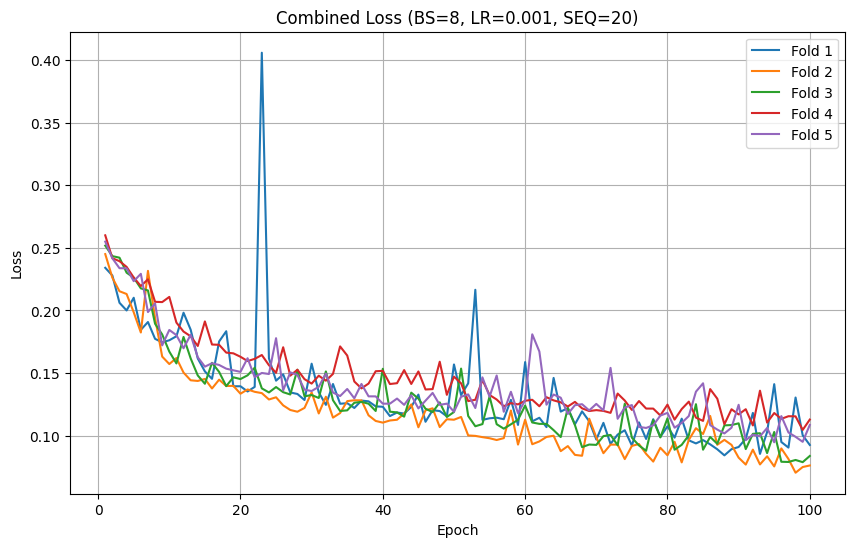 Combined Loss (BS=8, LR=0.001, SEQ=20)
Loss
0.40
0.35
0.30
0.25
0.20
0.15
0.10
Fold 1
Fold 2
Fold 3
Fold 4
Fold 5
0
20
40
60
80
100
Epoch